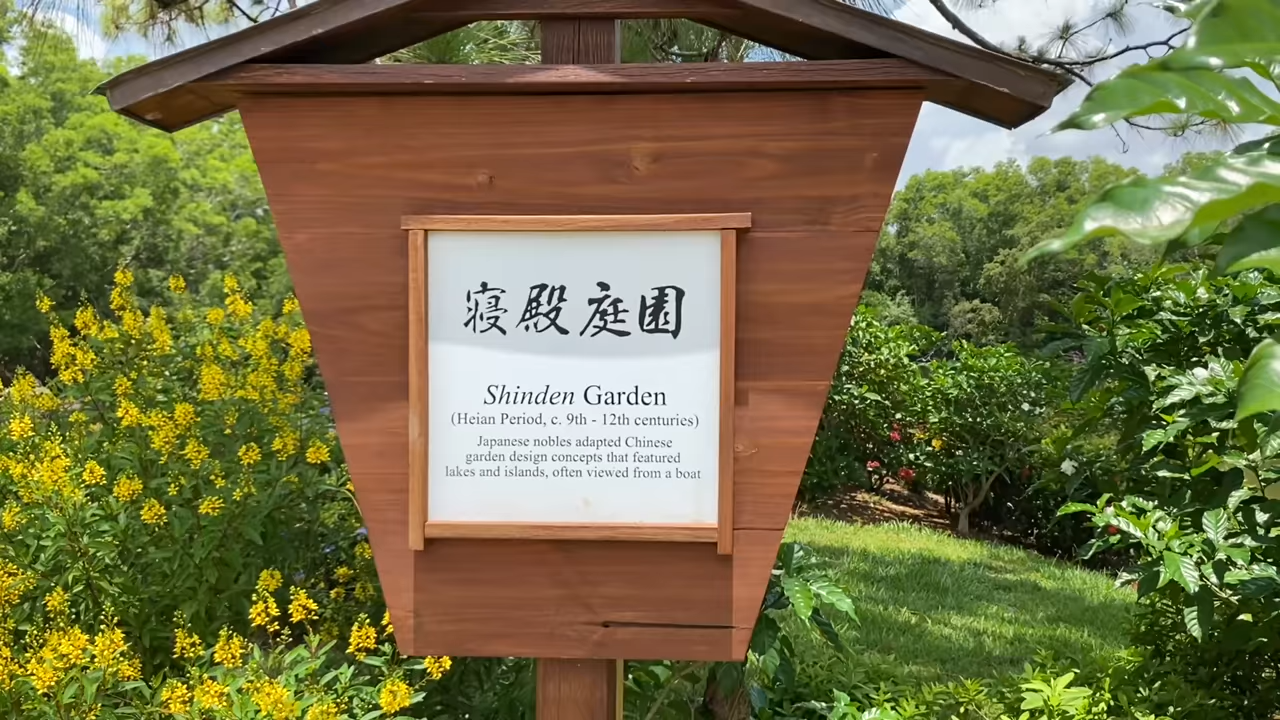 寝殿庭園
Shinden Garden
(Heian Period, c. 9th - 12th centuries)
Japanese nobles adapted Chinese
garden design concepts that featured
lakes and islands, often viewed from a boat